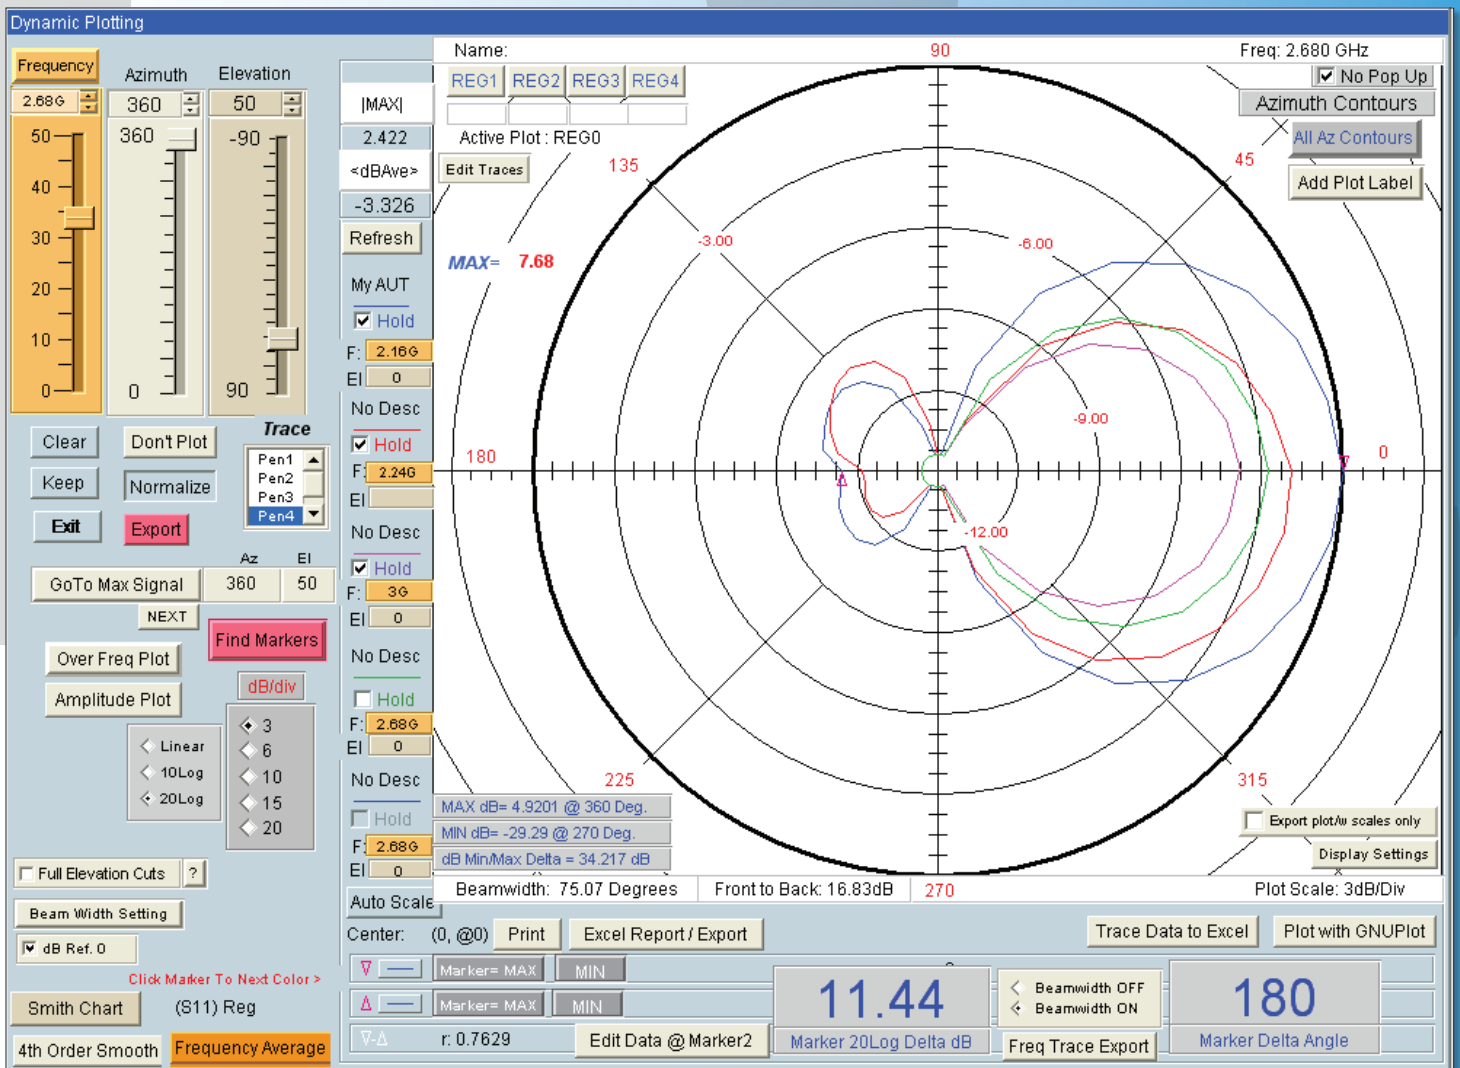 Dynamic Plotting
Frequency
Azimuth
Elevation
2.68G
360
50
50
40
30
20
10
0
360
0
-90
90
Clear
Don't Plot
Keep
Normalize
Exit
Export
Trace
Pen1
Pen2
Pen3
Pen4
Az
El
GoTo Max Signal
360
50
NEXT
Find Markers
Over Freq Plot
Amplitude Plot
dB/div
Linear
10Log
20Log
3
6
10
15
20
Full Elevation Cuts
?
Beam Width Setting
dB Ref. 0
Click Marker To Next Color >
Smith Chart
(S11) Reg
4th Order Smooth
Frequency Average
|MAX|
2.422
<dBAve>
-3.326
Refresh
My AUT
Hold
F: 2.16G
El 0
No Desc
Hold
F: 2.24G
El
No Desc
Hold
F: 3G
El 0
No Desc
Hold
F: 2.68G
El 0
No Desc
Hold
F: 2.68G
El 0
Auto Scale
Name:
90
Freq: 2.680 GHz
REG1 REG2 REG3 REG4
No Pop Up
Azimuth Contours
Active Plot : REG0
All Az Contours
Edit Traces
135
45
Add Plot Label
-3.00
-6.00
MAX= 7.68
-9.00
180
0
-12.00
225
315
MAX dB= 4.9201 @ 360 Deg.
MIN dB= -29.29 @ 270 Deg.
dB Min/Max Delta = 34.217 dB
Export plot/w scales only
Display Settings
Beamwidth: 75.07 Degrees
Front to Back: 16.83dB
270
Plot Scale: 3dB/Div
Center: (0, @0)
Print
Excel Report / Export
Trace Data to Excel
Plot with GNUPlot
Marker= MAX
MIN
Marker= MAX
MIN
∇-Δ
r: 0.7629
Edit Data @ Marker2
11.44
Marker 20Log Delta dB
Beamwidth OFF
Beamwidth ON
Freq Trace Export
180
Marker Delta Angle